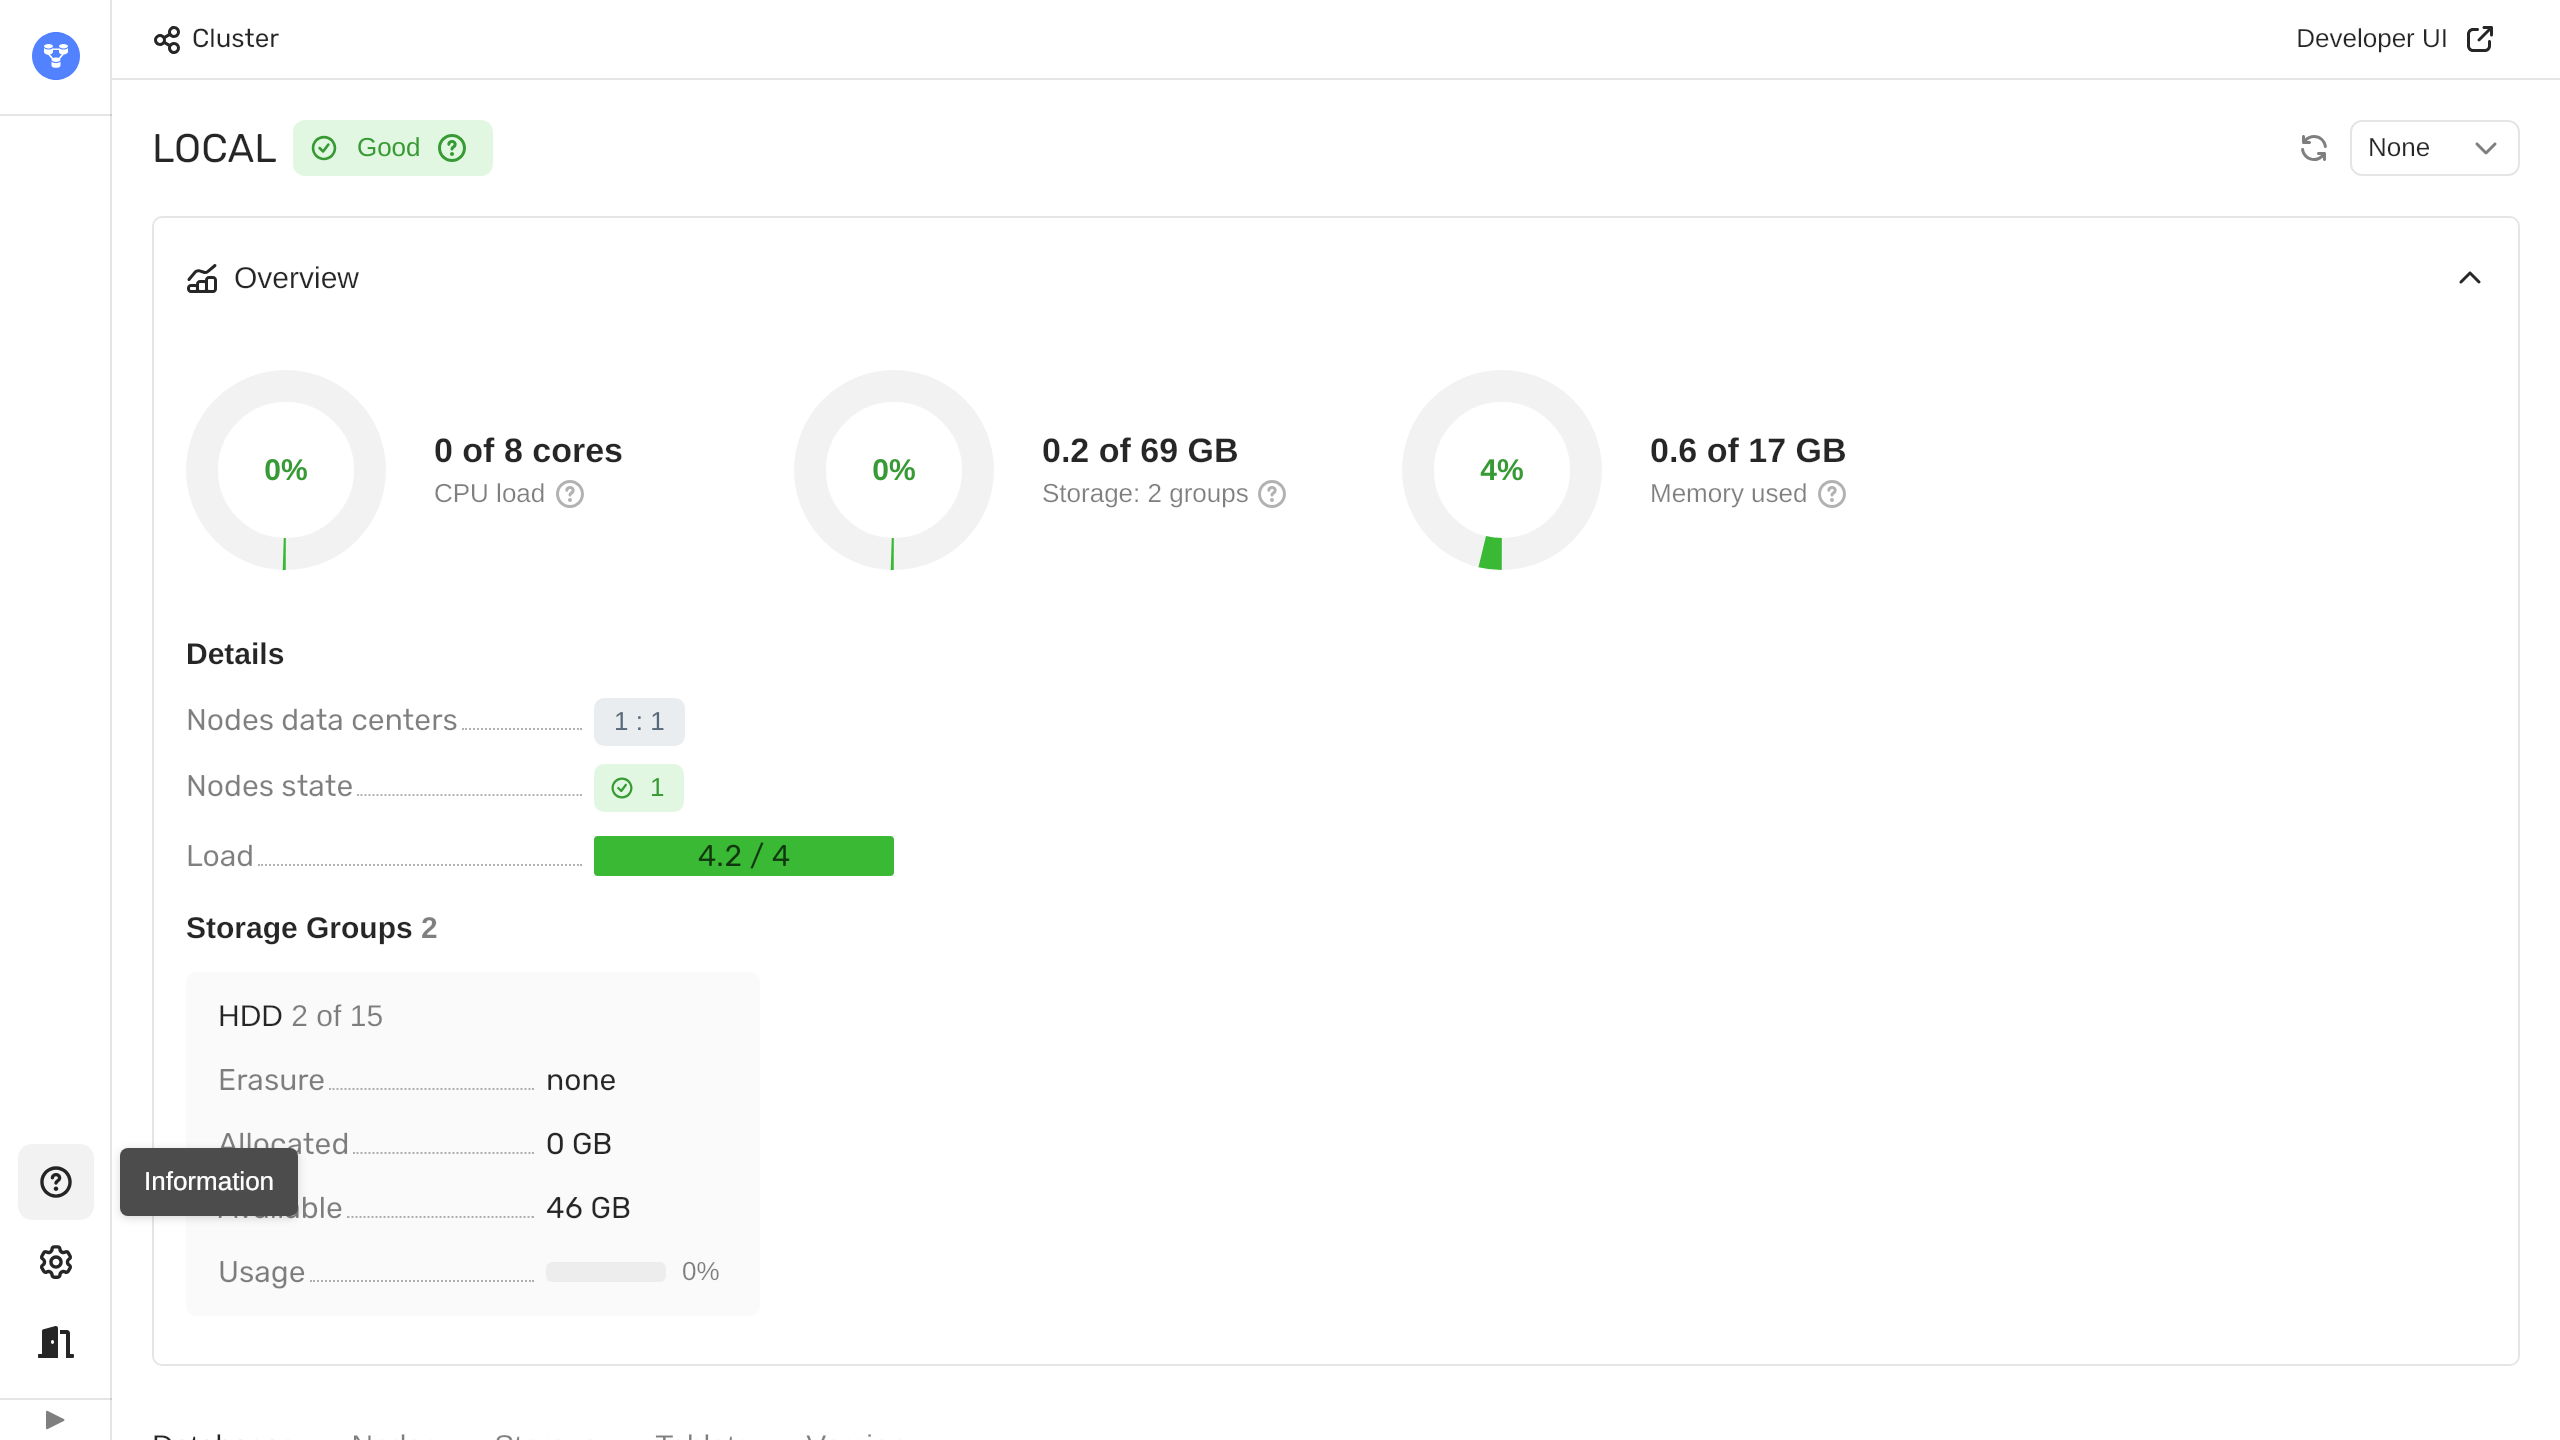 Cluster
Developer UI
LOCAL
Good
None
Overview
0%
0 of 8 cores
CPU load
0%
0.2 of 69 GB
Storage: 2 groups
4%
0.6 of 17 GB
Memory used
Details
Nodes data centers 1 : 1
Nodes state 1
Load 4.2 / 4
Storage Groups 2
HDD 2 of 15
Erasure none
Allocated 0 GB
Information
46 GB
Usage 0%